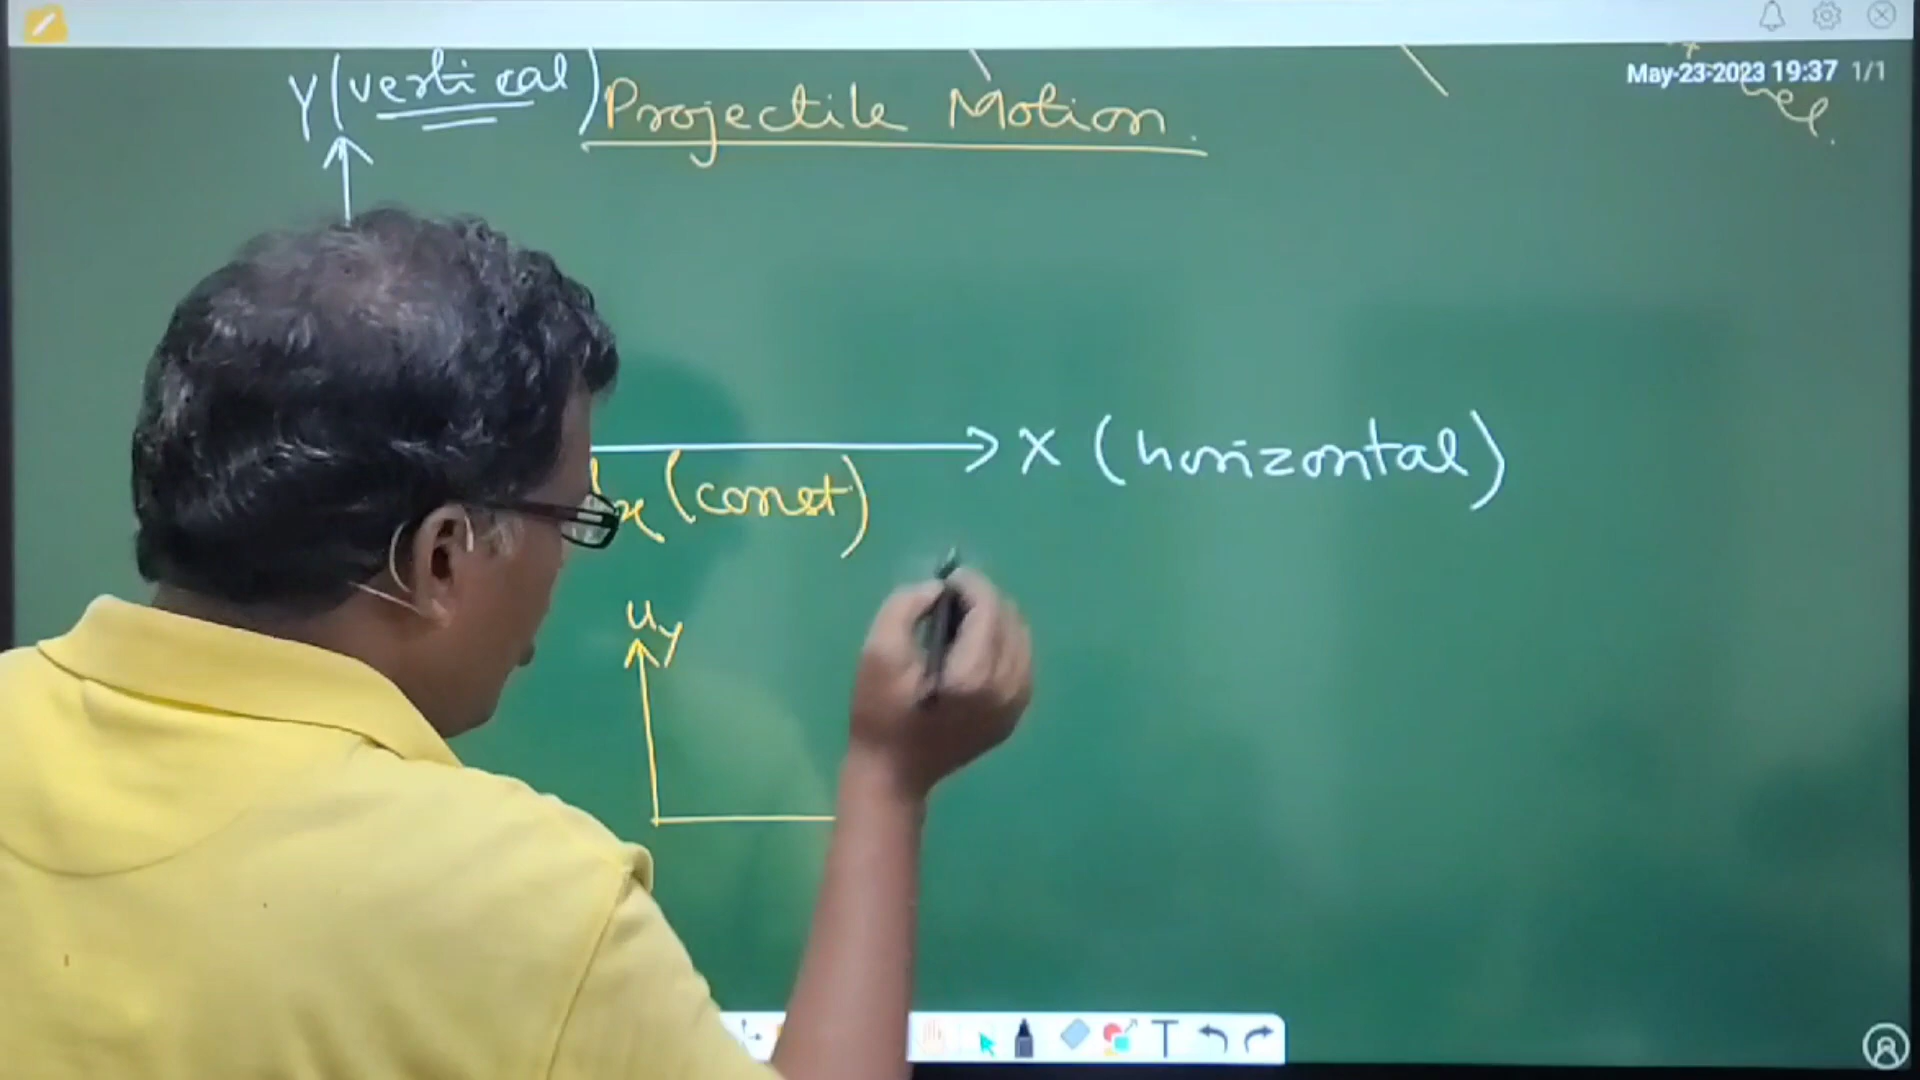 May-23-2023 19:37 1/1
Y (vertical)
Projectile Motion.
X (horizontal)
x (const)
uy
T